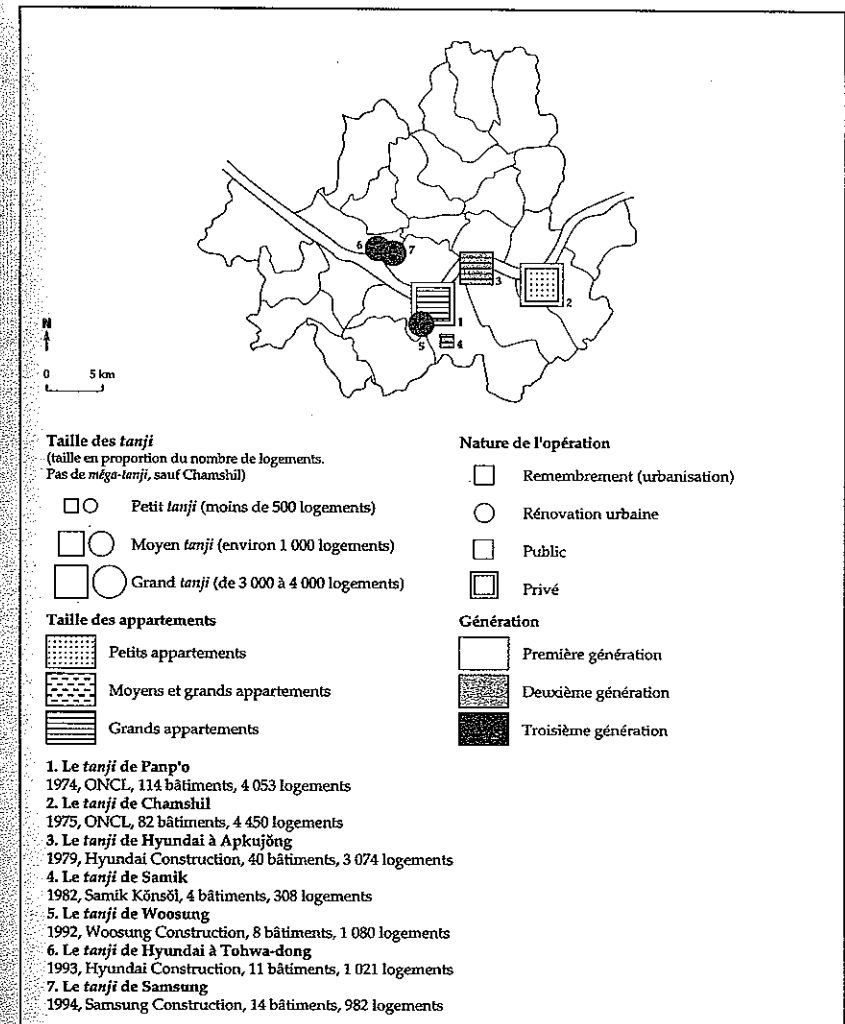 6
7
3
2
1
5
4
N
0 5 km
Taille des tanji
(taille en proportion du nombre de logements.
Pas de méga-tanji, sauf Chamshil)
Petit tanji (moins de 500 logements)
Moyen tanji (environ 1 000 logements)
Grand tanji (de 3 000 à 4 000 logements)
Taille des appartements
Petits appartements
Moyens et grands appartements
Grands appartements
Nature de l'opération
Remembrement (urbanisation)
Rénovation urbaine
Public
Privé
Génération
Première génération
Deuxième génération
Troisième génération
1. Le tanji de Panp'o
1974, ONCL, 114 bâtiments, 4 053 logements
2. Le tanji de Chamshil
1975, ONCL, 82 bâtiments, 4 450 logements
3. Le tanji de Hyundai à Apkujŏng
1979, Hyundai Construction, 40 bâtiments, 3 074 logements
4. Le tanji de Samik
1982, Samik Kŏnsŏl, 4 bâtiments, 308 logements
5. Le tanji de Woosung
1992, Woosung Construction, 8 bâtiments, 1 080 logements
6. Le tanji de Hyundai à Tohwa-dong
1993, Hyundai Construction, 11 bâtiments, 1 021 logements
7. Le tanji de Samsung
1994, Samsung Construction, 14 bâtiments, 982 logements